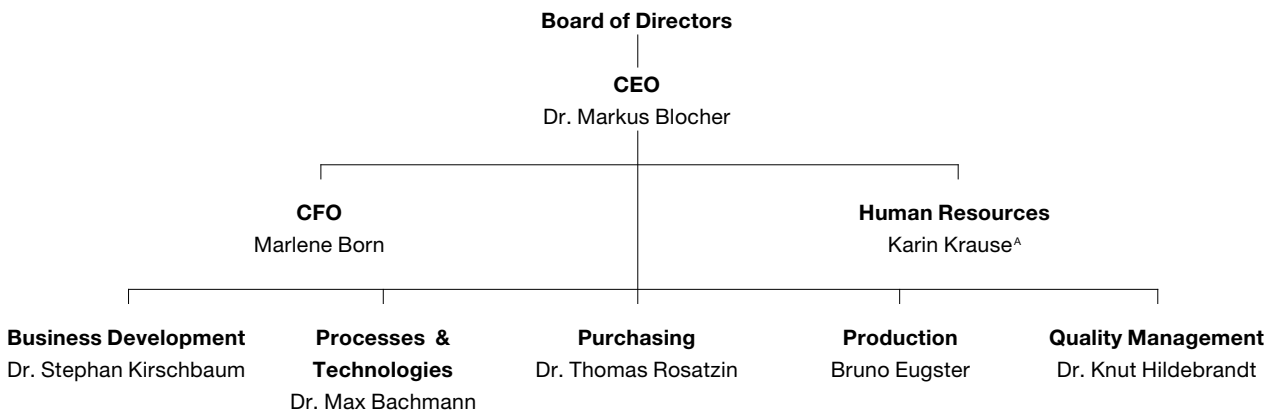 Board of Directors
CEO
Dr. Markus Blocher
CFO
Marlene Born
Human Resources
Karin Krauseᴬ
Business Development
Dr. Stephan Kirschbaum
Processes &
Technologies
Dr. Max Bachmann
Purchasing
Dr. Thomas Rosatzin
Production
Bruno Eugster
Quality Management
Dr. Knut Hildebrandt